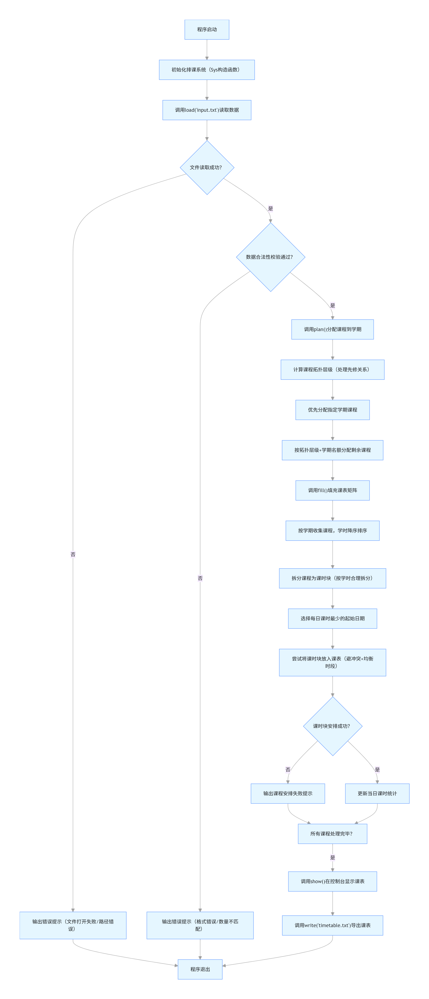 程序启动
初始化排课系统（Sys构造函数）
调用load('input.txt')读取数据
文件读取成功？
是
数据合法性校验通过？
是
调用plan()分配课程到学期
计算课程拓扑层级（处理先修关系）
优先分配指定学期课程
按拓扑层级+学期名额分配剩余课程
调用fill()填充课表矩阵
按学期收集课程，学时降序排序
否
否
拆分课程为课时块（按学时合理拆分）
选择每日课时最少的起始日期
尝试将课时块放入课表（避冲突+均衡
时段）
课时块安排成功？
否
是
输出课程安排失败提示
更新当日课时统计
所有课程处理完毕？
是
调用show()在控制台显示课表
输出错误提示（文件打开失败/路径错
误）
输出错误提示（格式错误/数量不匹
配）
调用write('timetable.txt')导出课表
程序退出